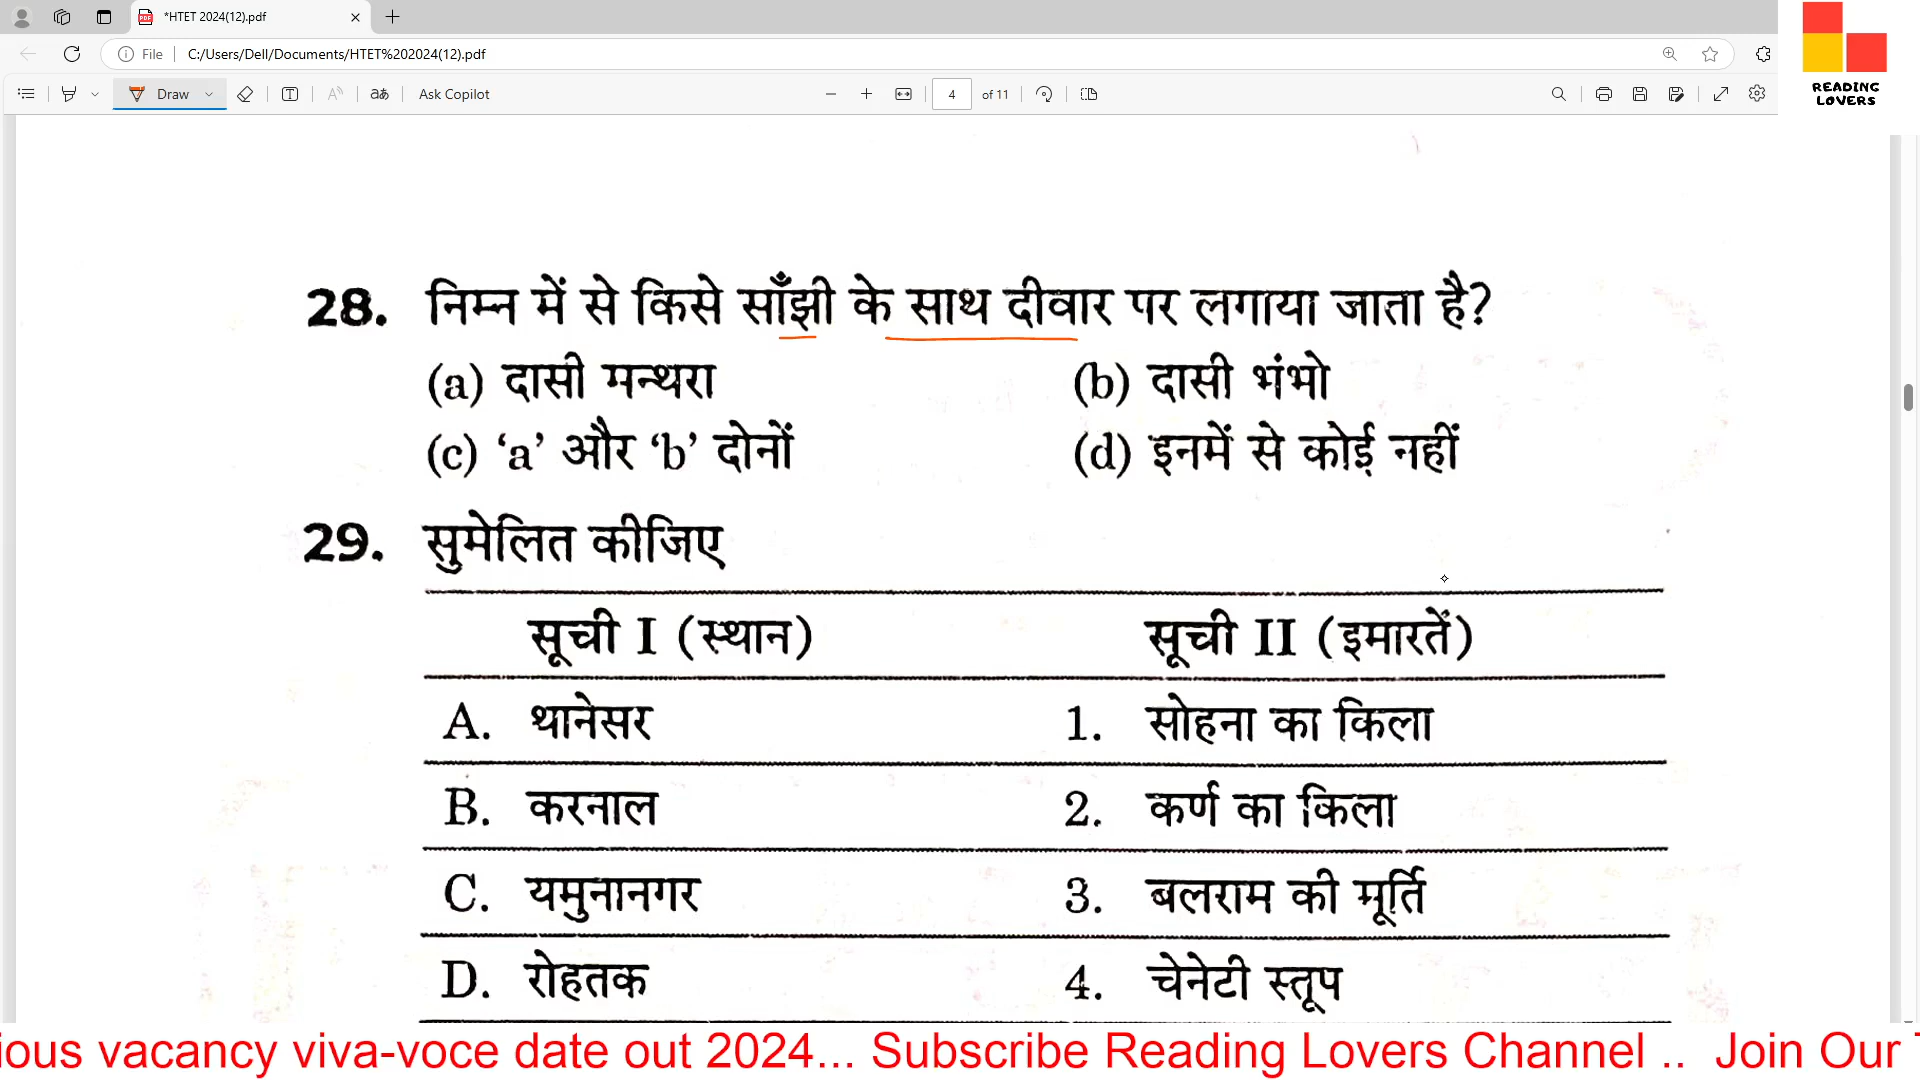 *HTET 2024(12).pdf
File C:/Users/Dell/Documents/HTET%202024(12).pdf
Draw Ask Copilot 4 of 11
READING
LOVERS
28. निम्न में से किसे साँझी के साथ दीवार पर लगाया जाता है?
(a) दासी मन्थरा (b) दासी भंभो
(c) ‘a’ और ‘b’ दोनों (d) इनमें से कोई नहीं
29. सुमेलित कीजिए
सूची I (स्थान) सूची II (इमारतें)
A. थानेसर 1. सोहना का किला
B. करनाल 2. कर्ण का किला
C. यमुनानगर 3. बलराम की मूर्ति
D. रोहतक 4. चेनेटी स्तूप
ious vacancy viva-voce date out 2024... Subscribe Reading Lovers Channel .. Join Our